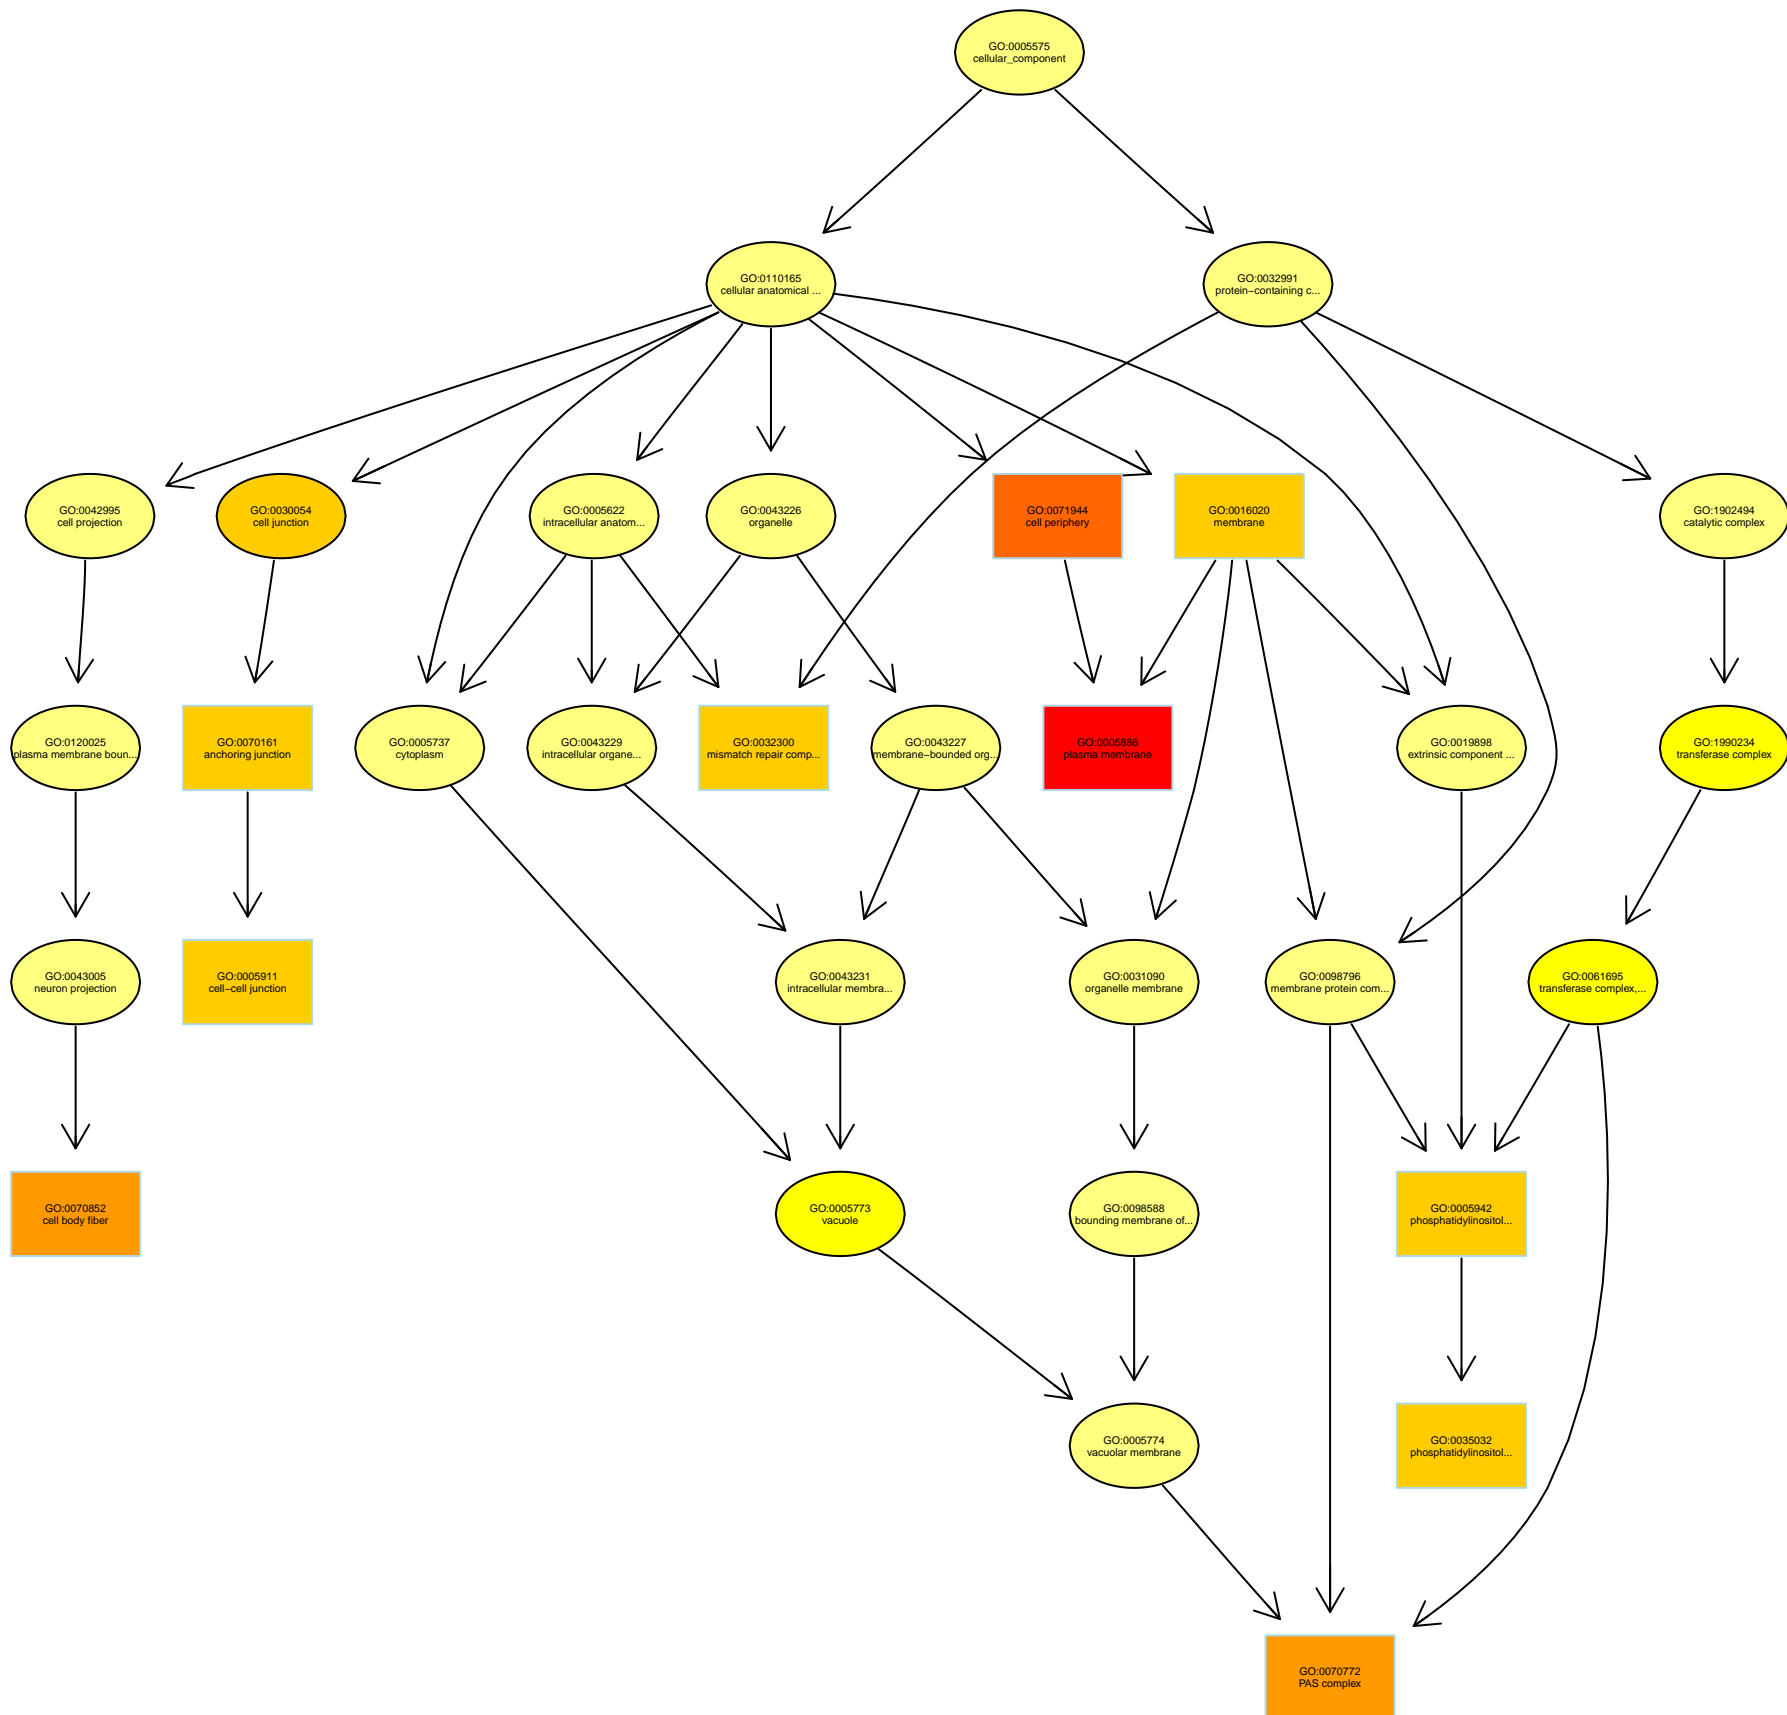 GO:0005575
cellular_component
GO:0110165
cellular anatomical ...
GO:0032991
protein−containing c...
GO:0042995
cell projection
GO:0030054
cell junction
GO:0005622
intracellular anatom...
GO:0043226
organelle
GO:0071944
cell periphery
GO:0016020
membrane
GO:1902494
catalytic complex
GO:0120025
plasma membrane boun...
GO:0070161
anchoring junction
GO:0005737
cytoplasm
GO:0043229
intracellular organe...
GO:0032300
mismatch repair comp...
GO:0043227
membrane−bounded org...
GO:0005886
plasma membrane
GO:0019898
extrinsic component ...
GO:1990234
transferase complex
GO:0043005
neuron projection
GO:0005911
cell−cell junction
GO:0043231
intracellular membra...
GO:0031090
organelle membrane
GO:0098796
membrane protein com...
GO:0061695
transferase complex,...
GO:0070852
cell body fiber
GO:0005773
vacuole
GO:0098588
bounding membrane of...
GO:0005942
phosphatidylinositol...
GO:0005774
vacuolar membrane
GO:0035032
phosphatidylinositol...
GO:0070772
PAS complex